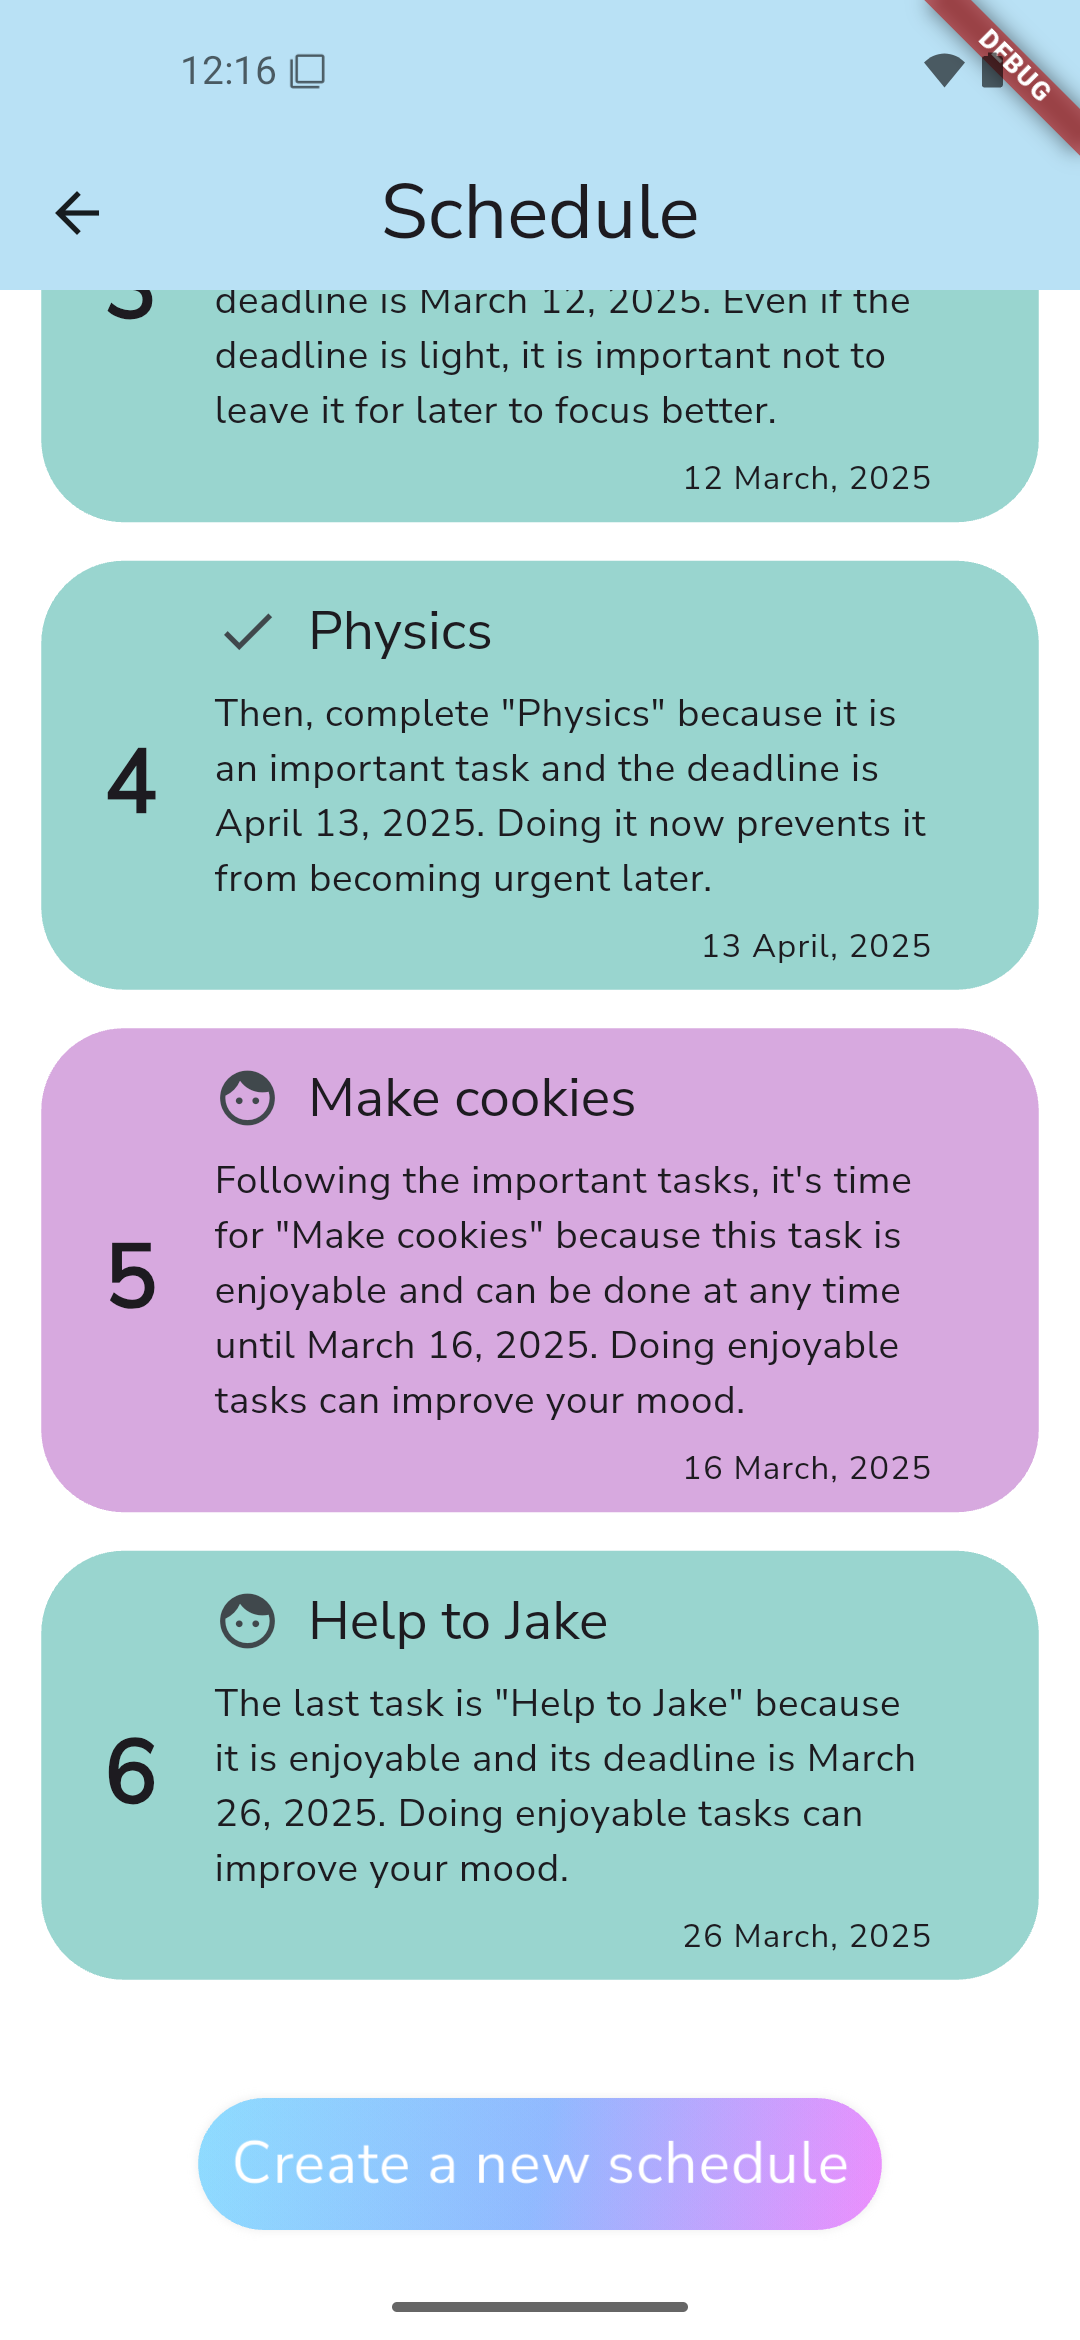 12:16
DEBUG
Schedule
3
deadline is March 12, 2025. Even if the
deadline is light, it is important not to
leave it for later to focus better.
12 March, 2025
Physics
4
Then, complete "Physics" because it is
an important task and the deadline is
April 13, 2025. Doing it now prevents it
from becoming urgent later.
13 April, 2025
Make cookies
5
Following the important tasks, it's time
for "Make cookies" because this task is
enjoyable and can be done at any time
until March 16, 2025. Doing enjoyable
tasks can improve your mood.
16 March, 2025
Help to Jake
6
The last task is "Help to Jake" because
it is enjoyable and its deadline is March
26, 2025. Doing enjoyable tasks can
improve your mood.
26 March, 2025
Create a new schedule